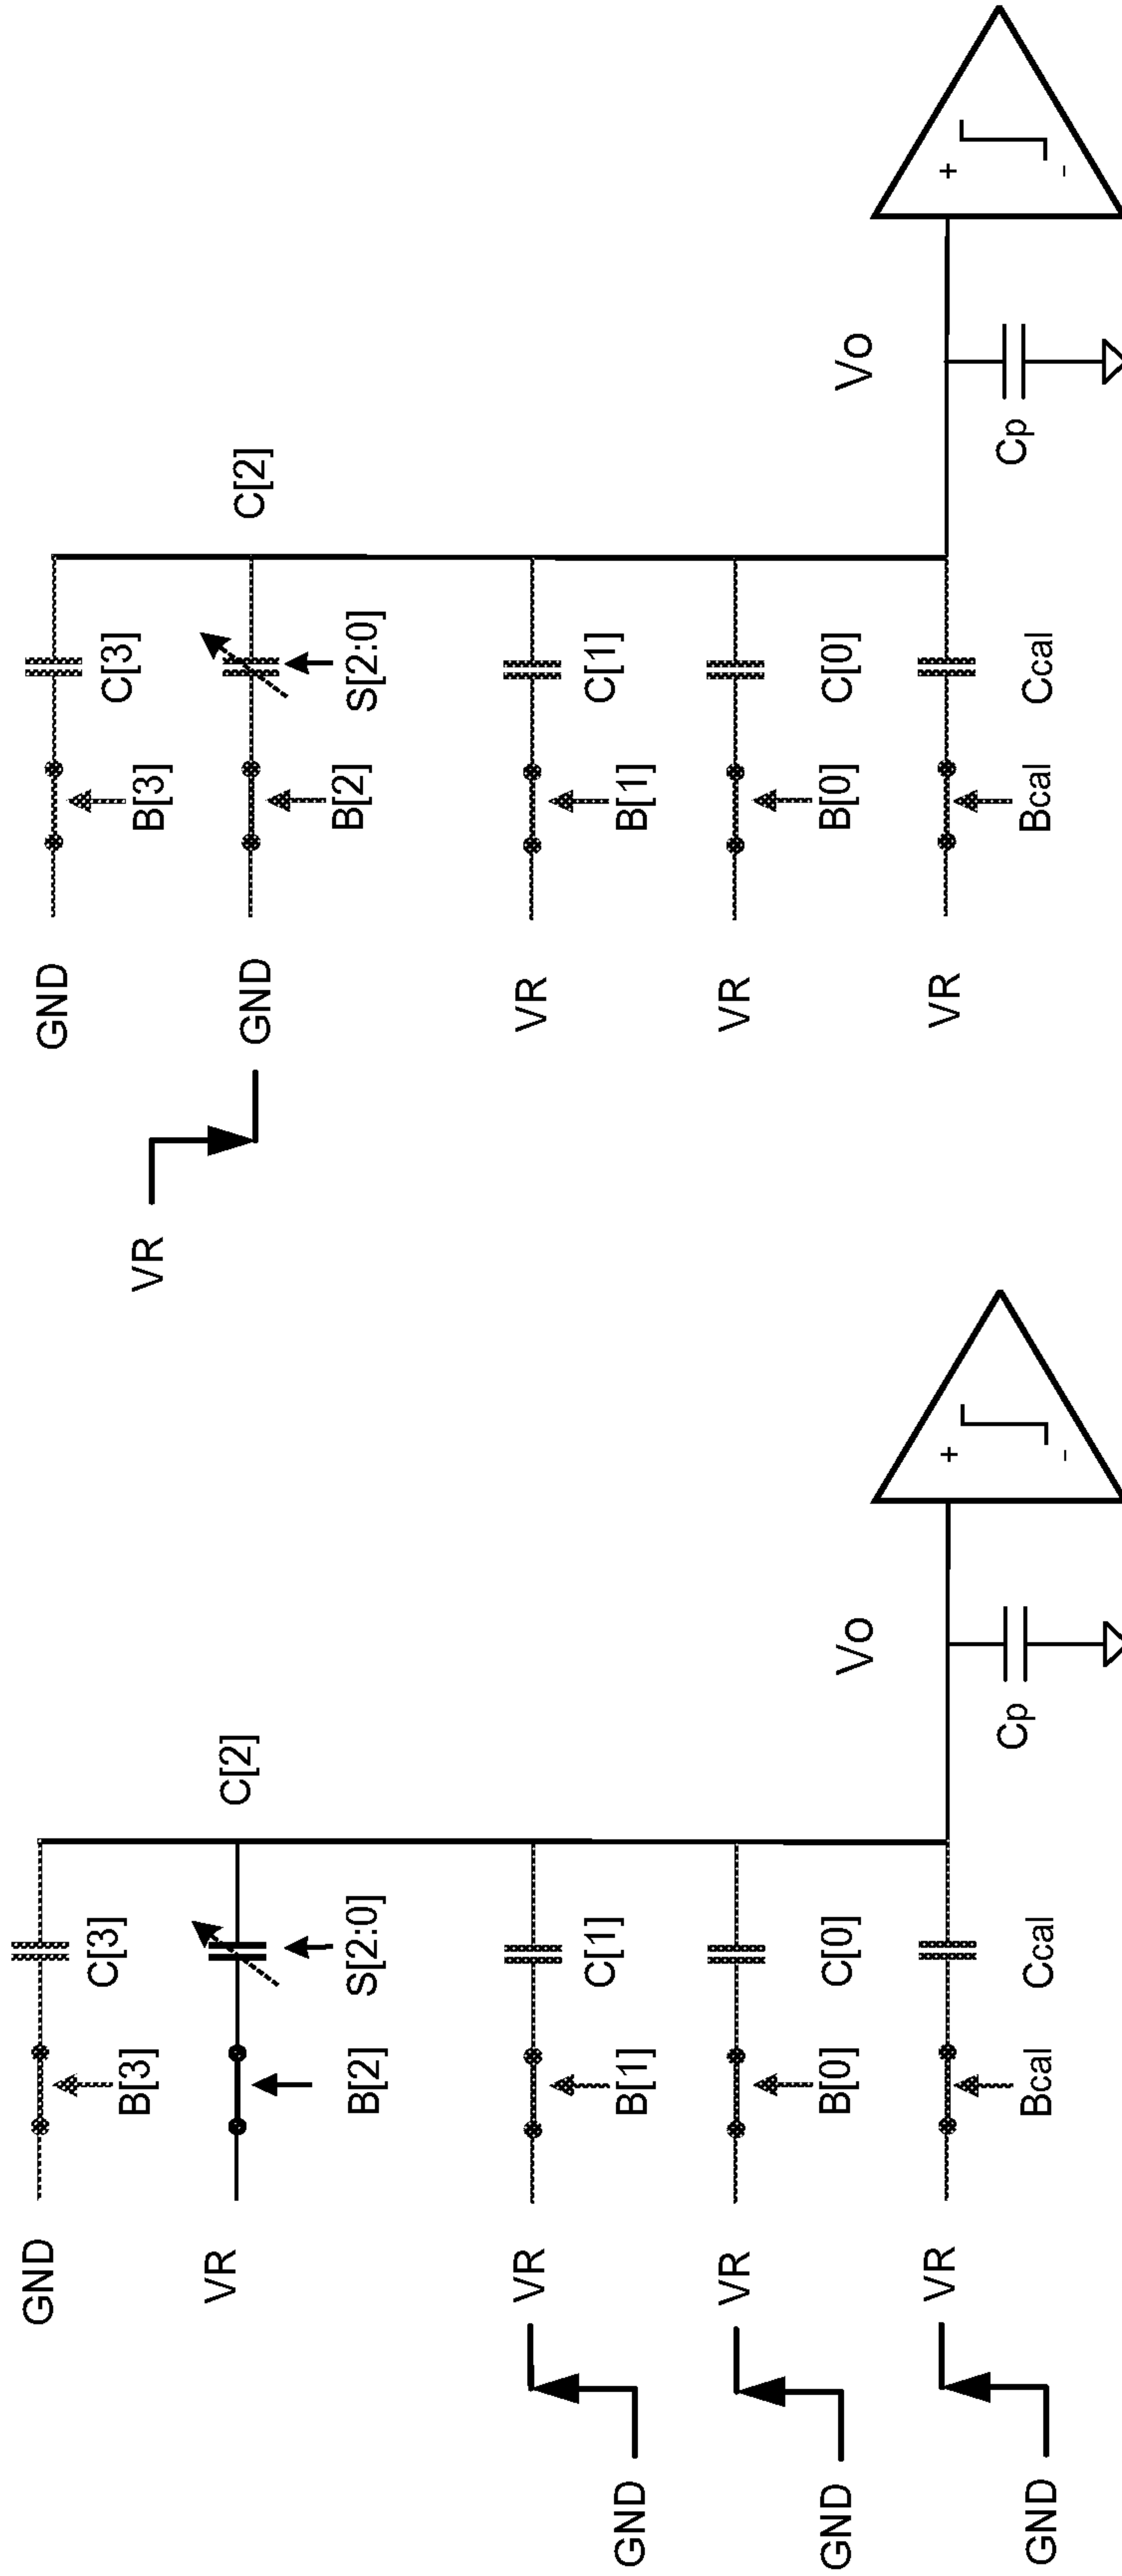 GND
B[3]
C[3]
VR
B[2]
S[2:0]
C[2]
GND
VR
B[1]
C[1]
GND
VR
B[0]
C[0]
GND
VR
Bcal
Ccal
Cp
Vo
+
-
GND
B[3]
C[3]
VR
GND
B[2]
S[2:0]
C[2]
VR
B[1]
C[1]
VR
B[0]
C[0]
VR
Bcal
Ccal
Cp
Vo
+
-